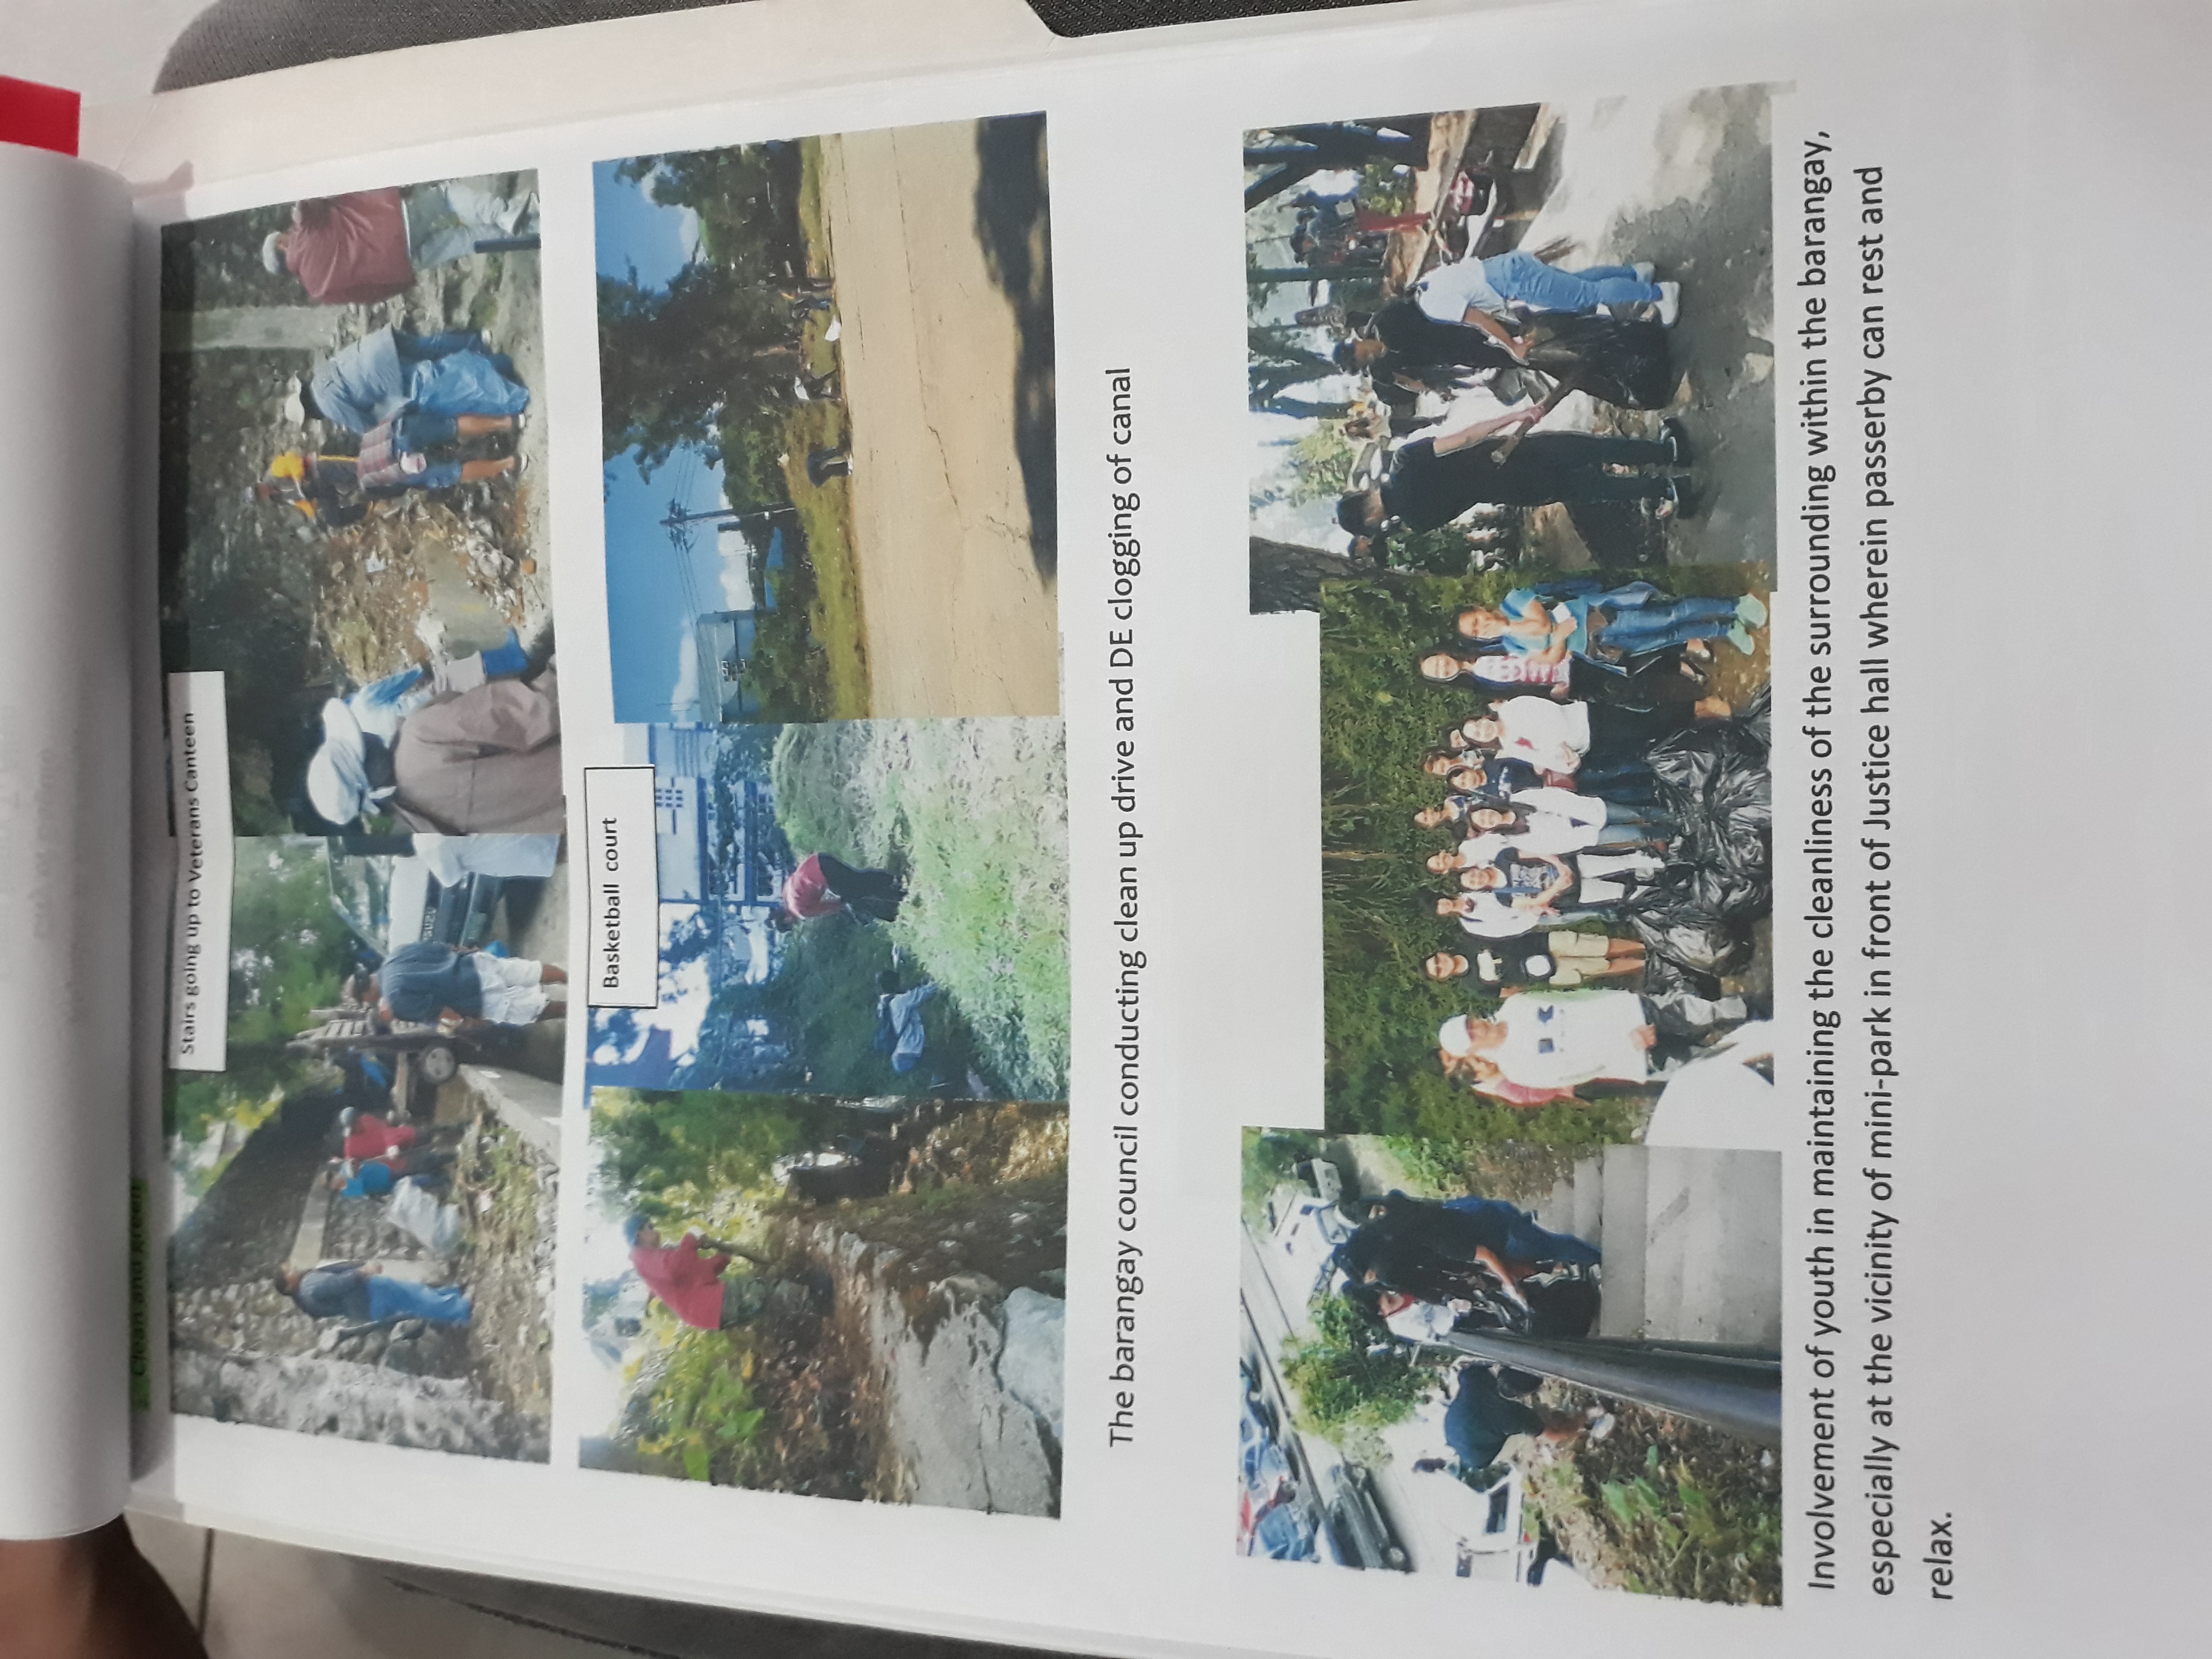 Clean and green
Stairs going up to Veterans Canteen
ISUZU
Basketball court
The barangay council conducting clean up drive and DE clogging of canal
Involvement of youth in maintaining the cleanliness of the surrounding within the barangay,
especially at the vicinity of mini-park in front of Justice hall wherein passerby can rest and
relax.